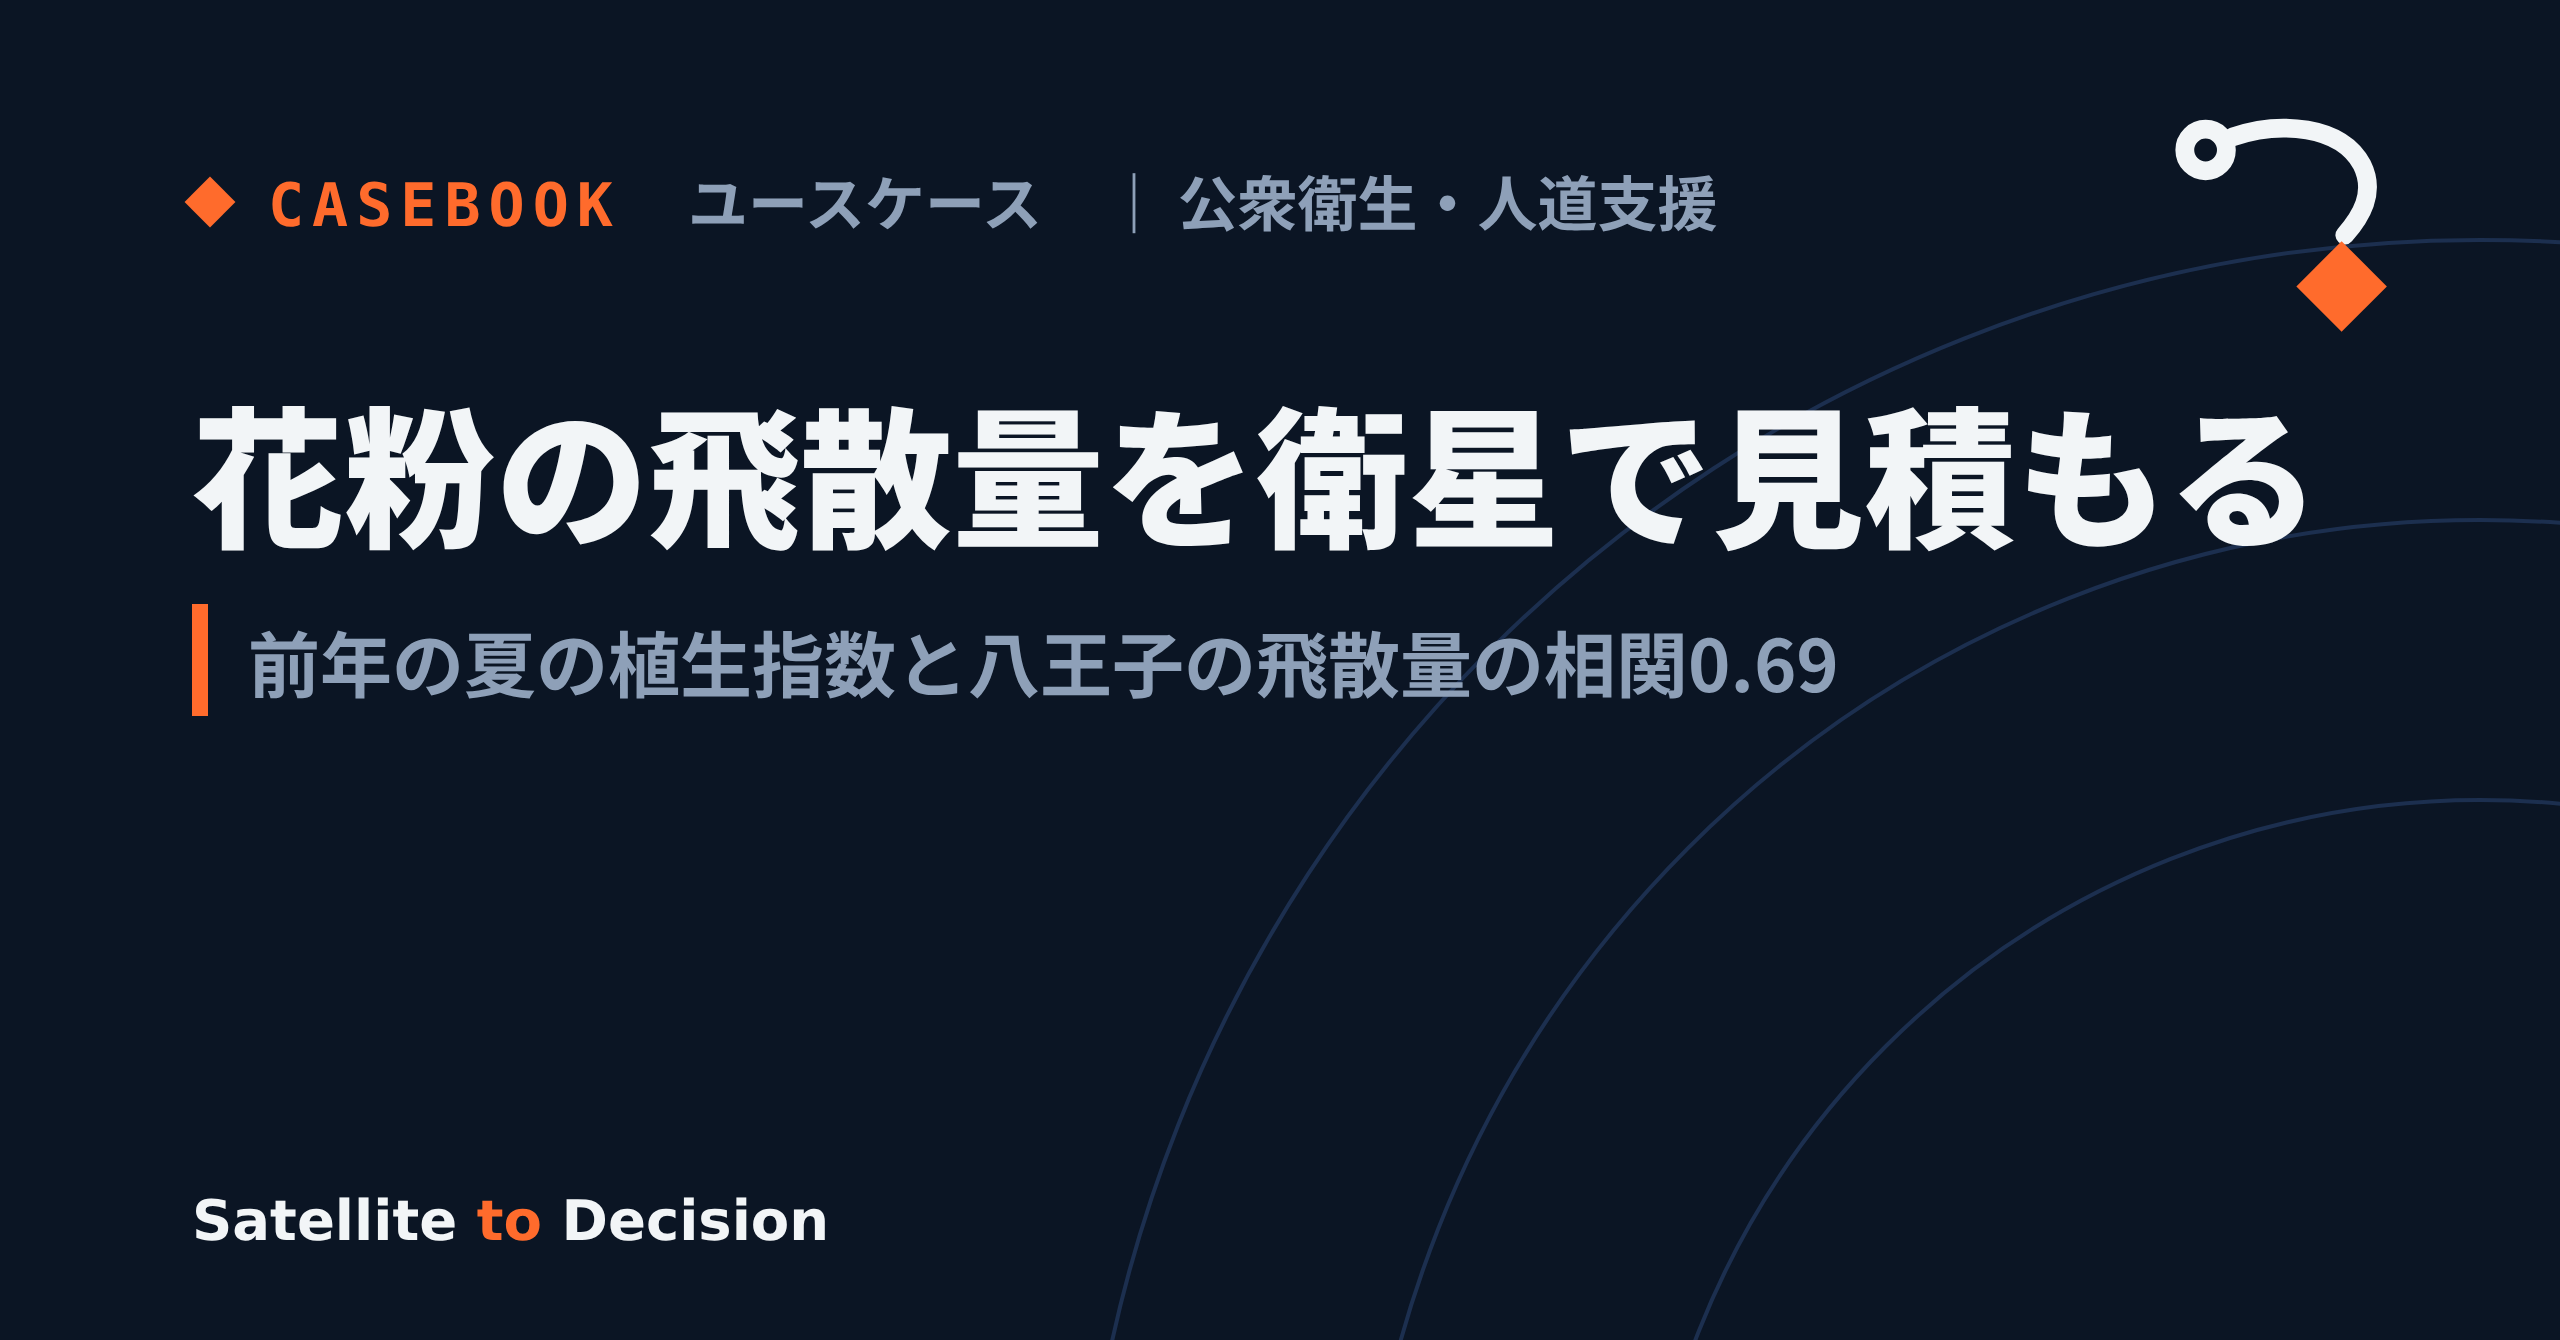 CASEBOOK ユースケース | 公衆衛生・人道支援
花粉の飛散量を衛星で見積もる
前年の夏の植生指数と八王子の飛散量の相関0.69
Satellite to Decision